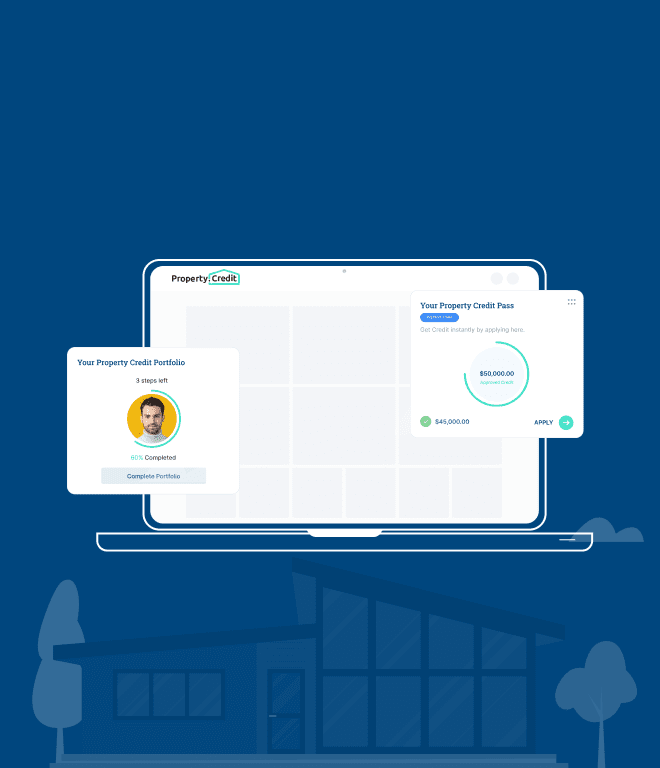 Property Credit
Your Property Credit Pass
Get Credit instantly by applying here.
$50,000.00
Approved Credit
$45,000.00
APPLY
Your Property Credit Portfolio
3 steps left
60% Completed
Complete Portfolio